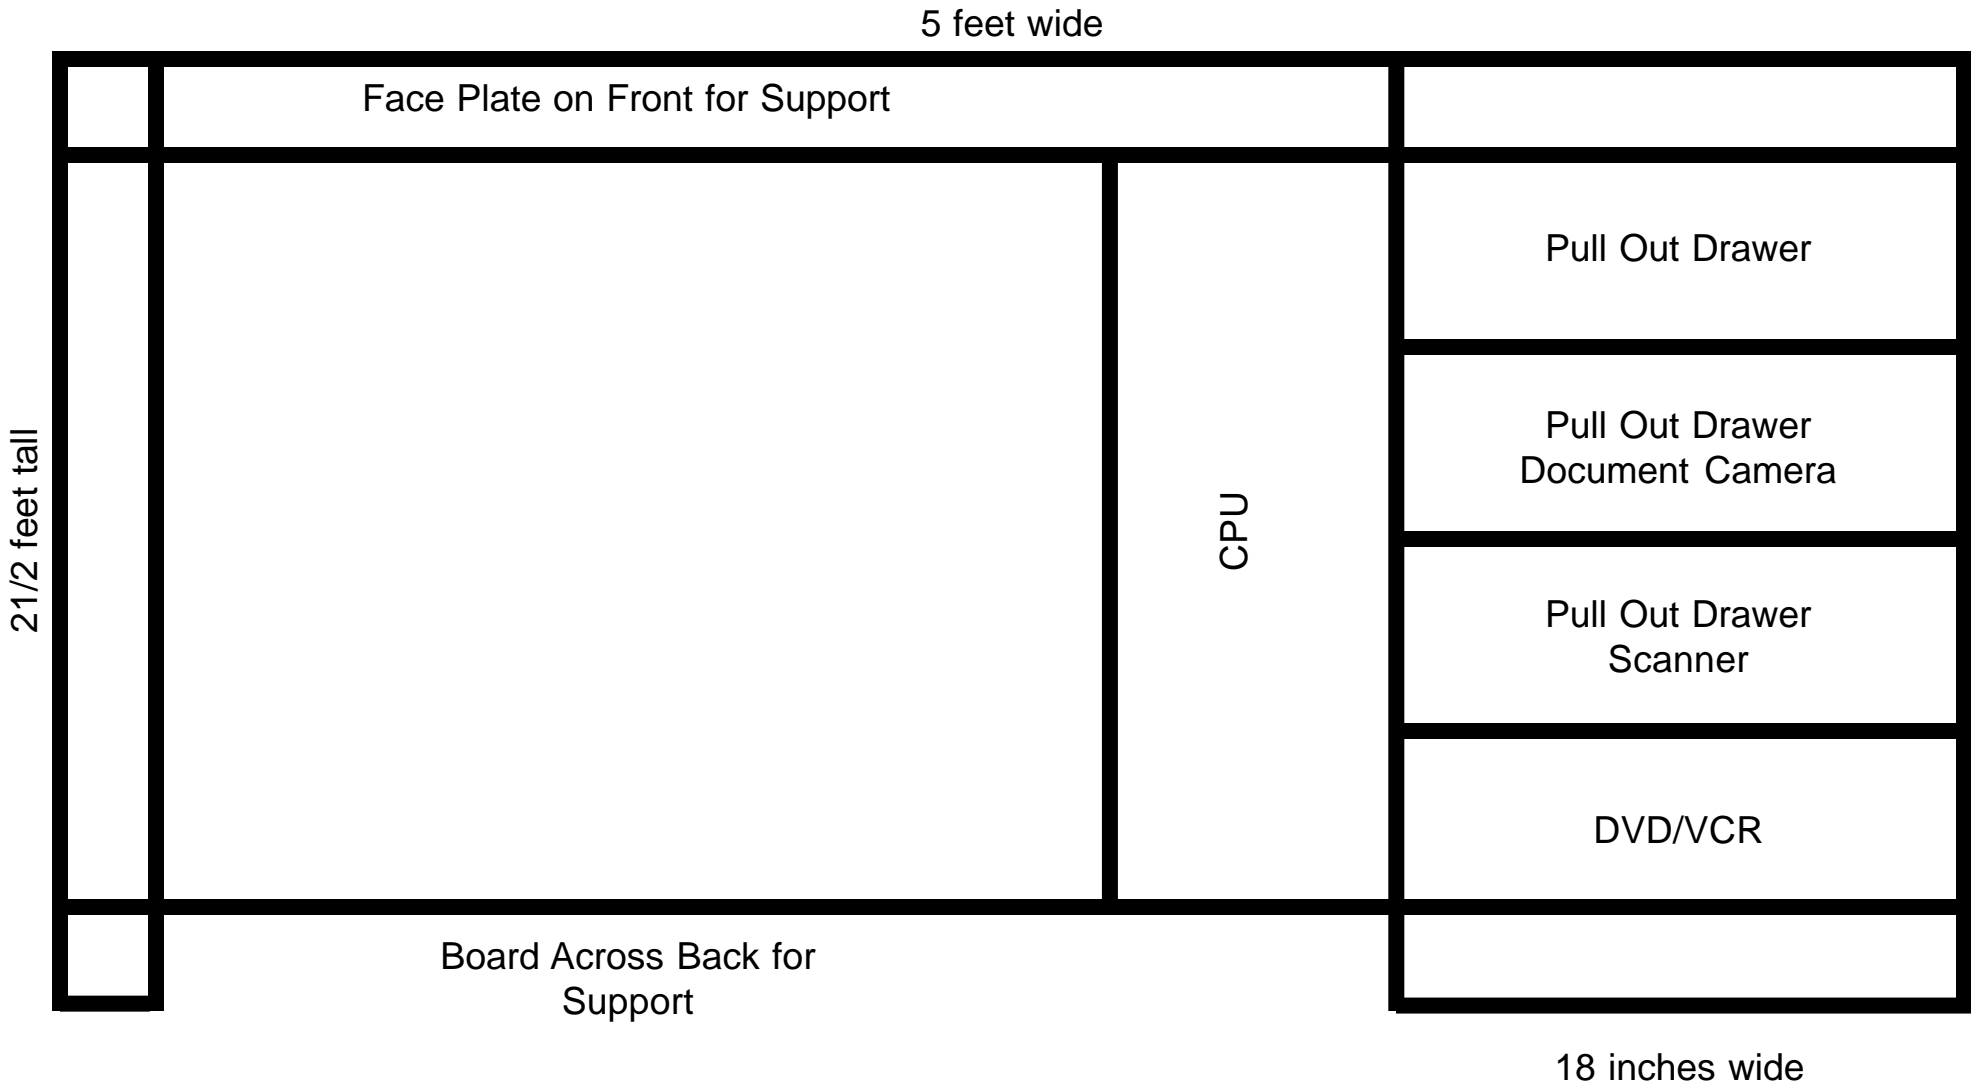 5 feet wide
Face Plate on Front for Support
Pull Out Drawer
Pull Out Drawer
Document Camera
21/2 feet tall
CPU
Pull Out Drawer
Scanner
DVD/VCR
Board Across Back for
Support
18 inches wide